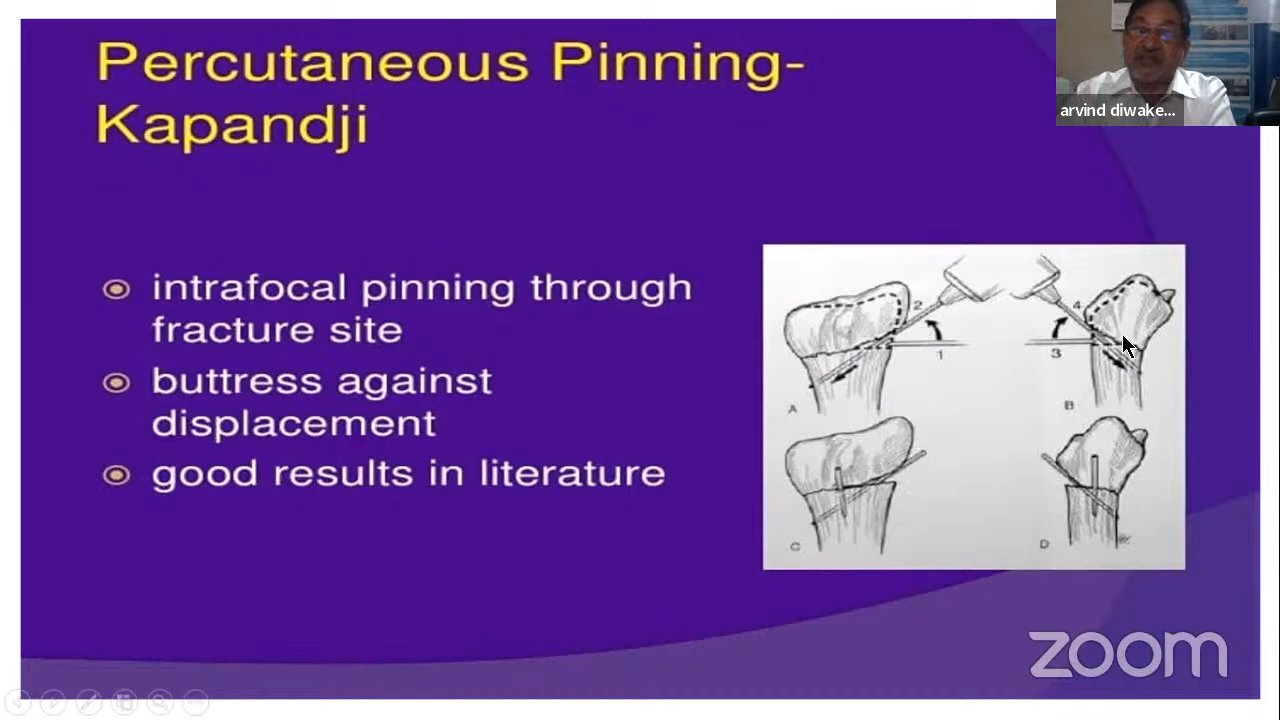 Percutaneous Pinning-
Kapandji
arvind diwake...
intrafocal pinning through
fracture site
buttress against
displacement
good results in literature
2
1
A
4
3
B
C
D
zoom